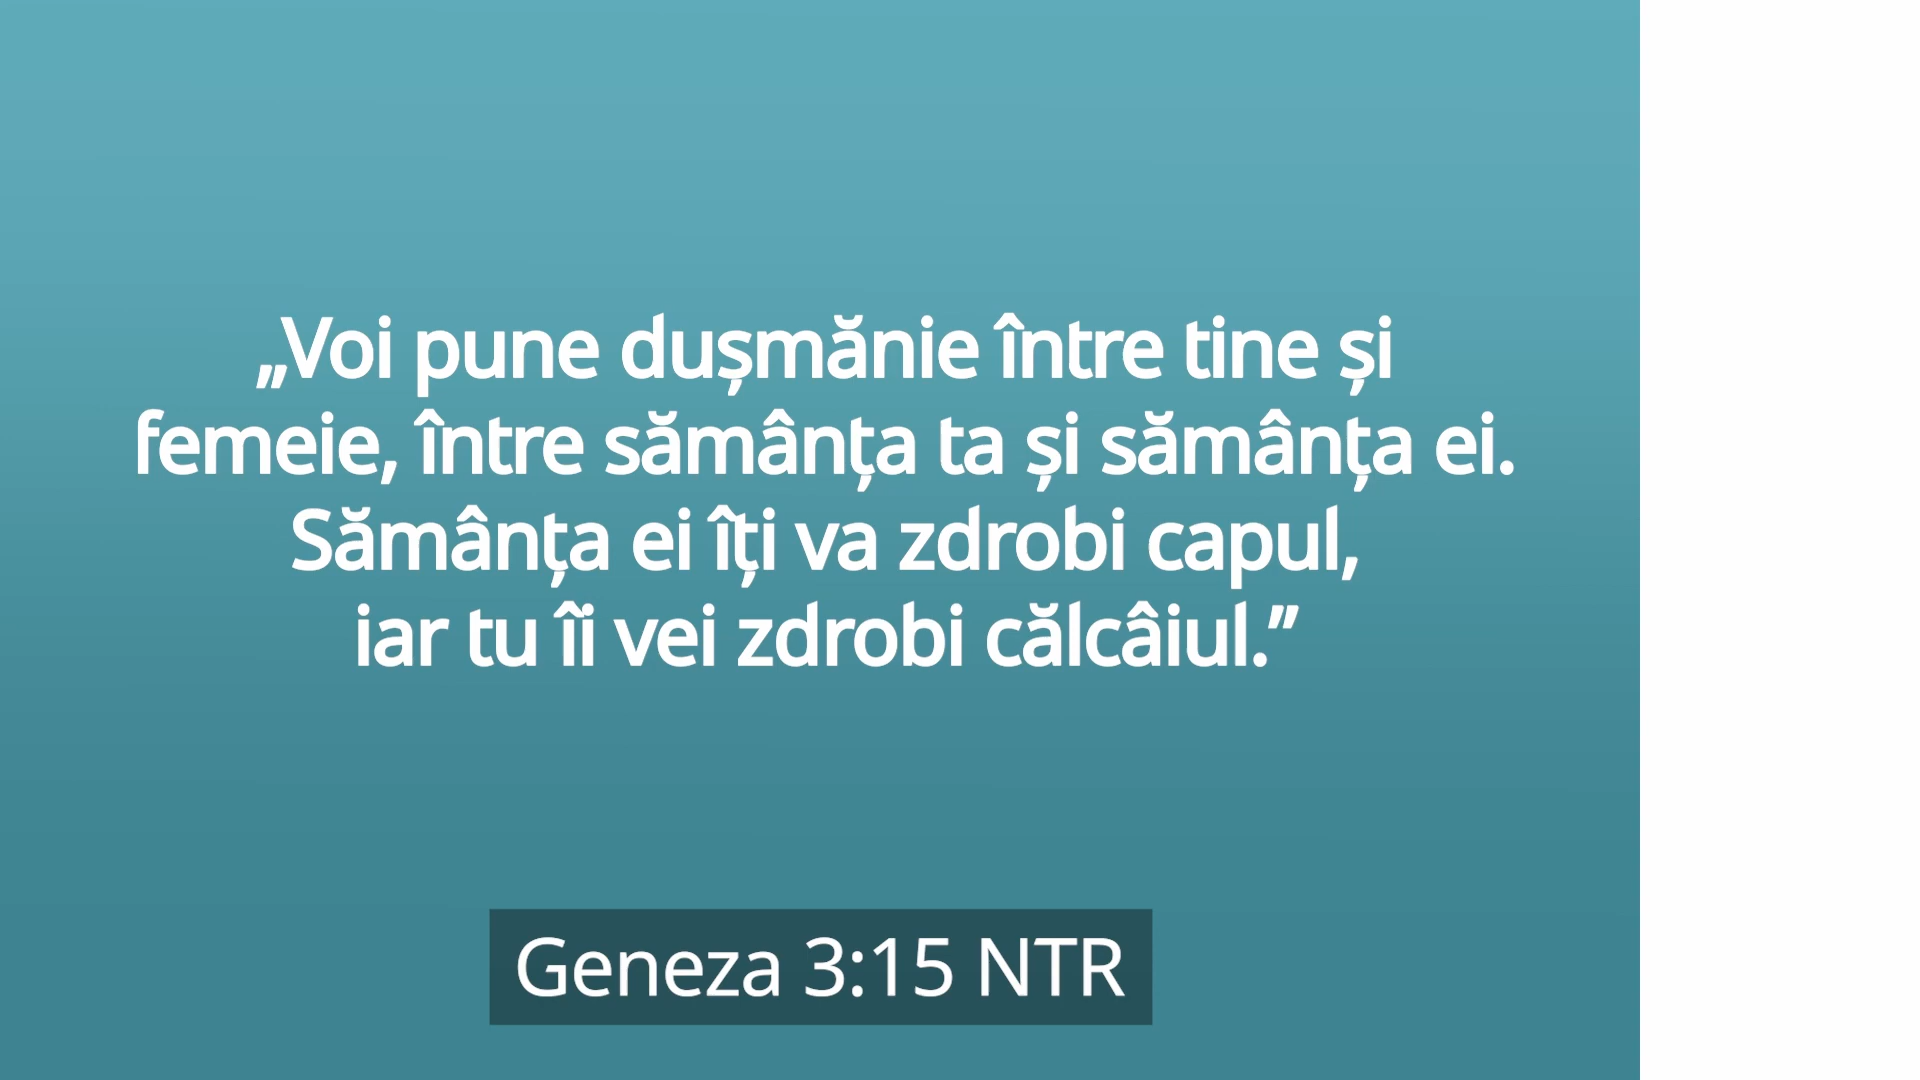 „Voi pune dușmănie între tine și
femeie, între sămânța ta și sămânța ei.
Sămânța ei îți va zdrobi capul,
iar tu îi vei zdrobi călcâiul.”
Geneza 3:15 NTR